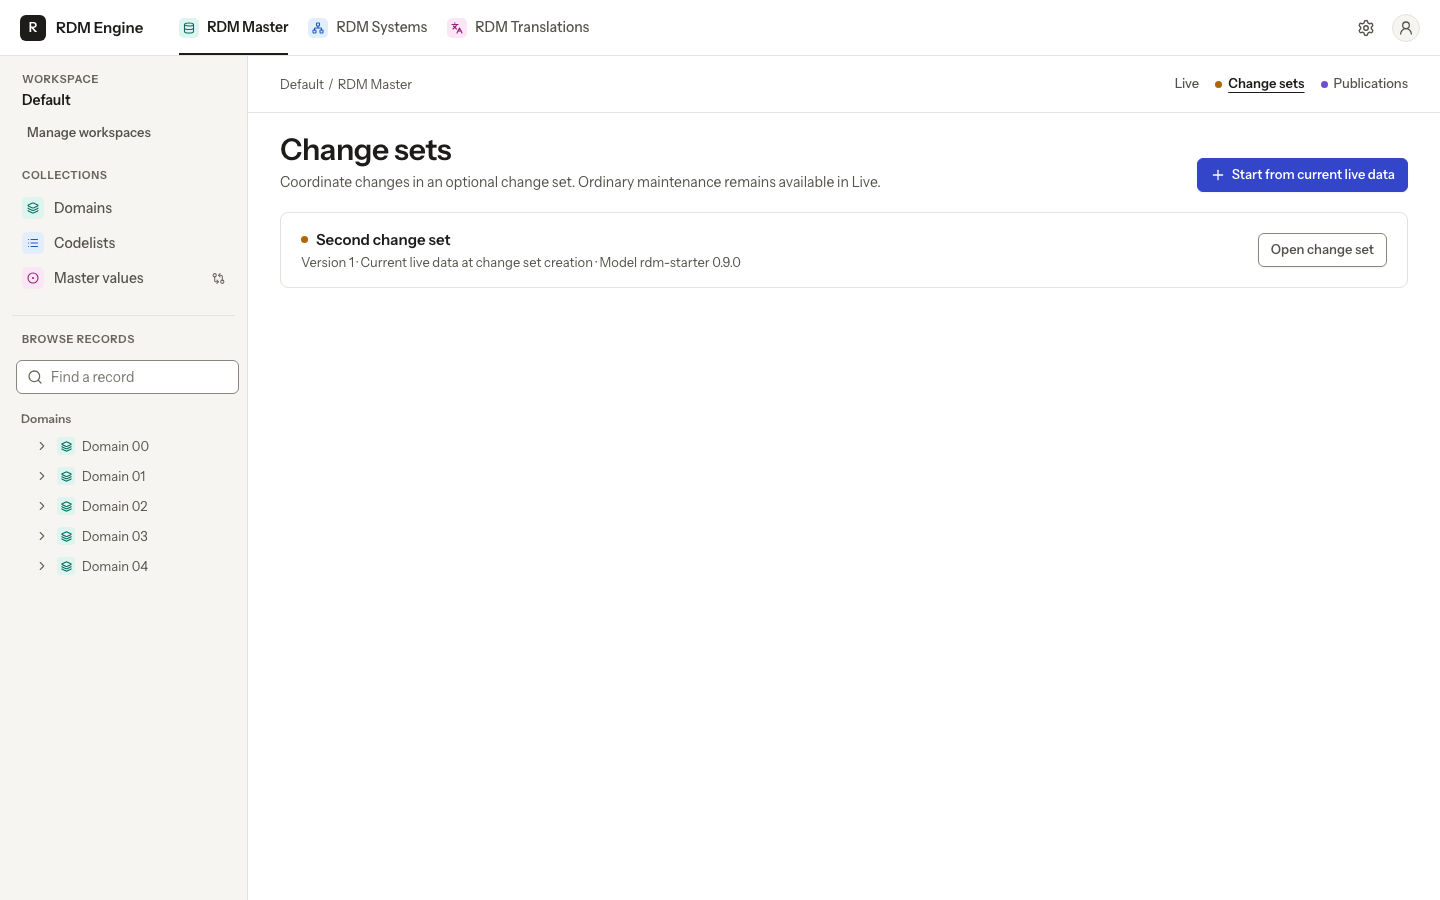 R RDM Engine RDM Master RDM Systems RDM Translations
WORKSPACE
Default
Manage workspaces
COLLECTIONS
Domains
Codelists
Master values
BROWSE RECORDS
Find a record
Domains
Domain 00
Domain 01
Domain 02
Domain 03
Domain 04
Default / RDM Master
Live Change sets Publications
Change sets
Coordinate changes in an optional change set. Ordinary maintenance remains available in Live.
Start from current live data
Second change set
Version 1 · Current live data at change set creation · Model rdm-starter 0.9.0
Open change set